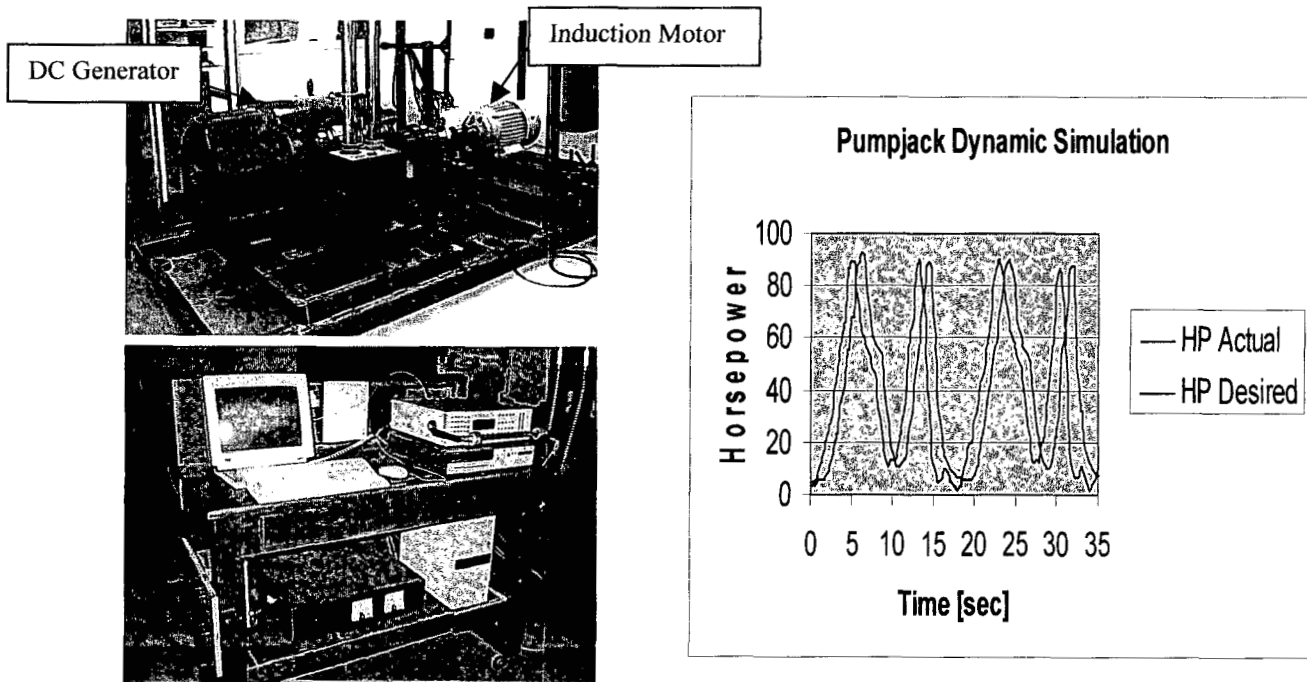 DC Generator
Induction Motor
Pumpjack Dynamic Simulation
Horsepower
100
80
60
40
20
0
0 5 10 15 20 25 30 35
Time [sec]
HP Actual
HP Desired